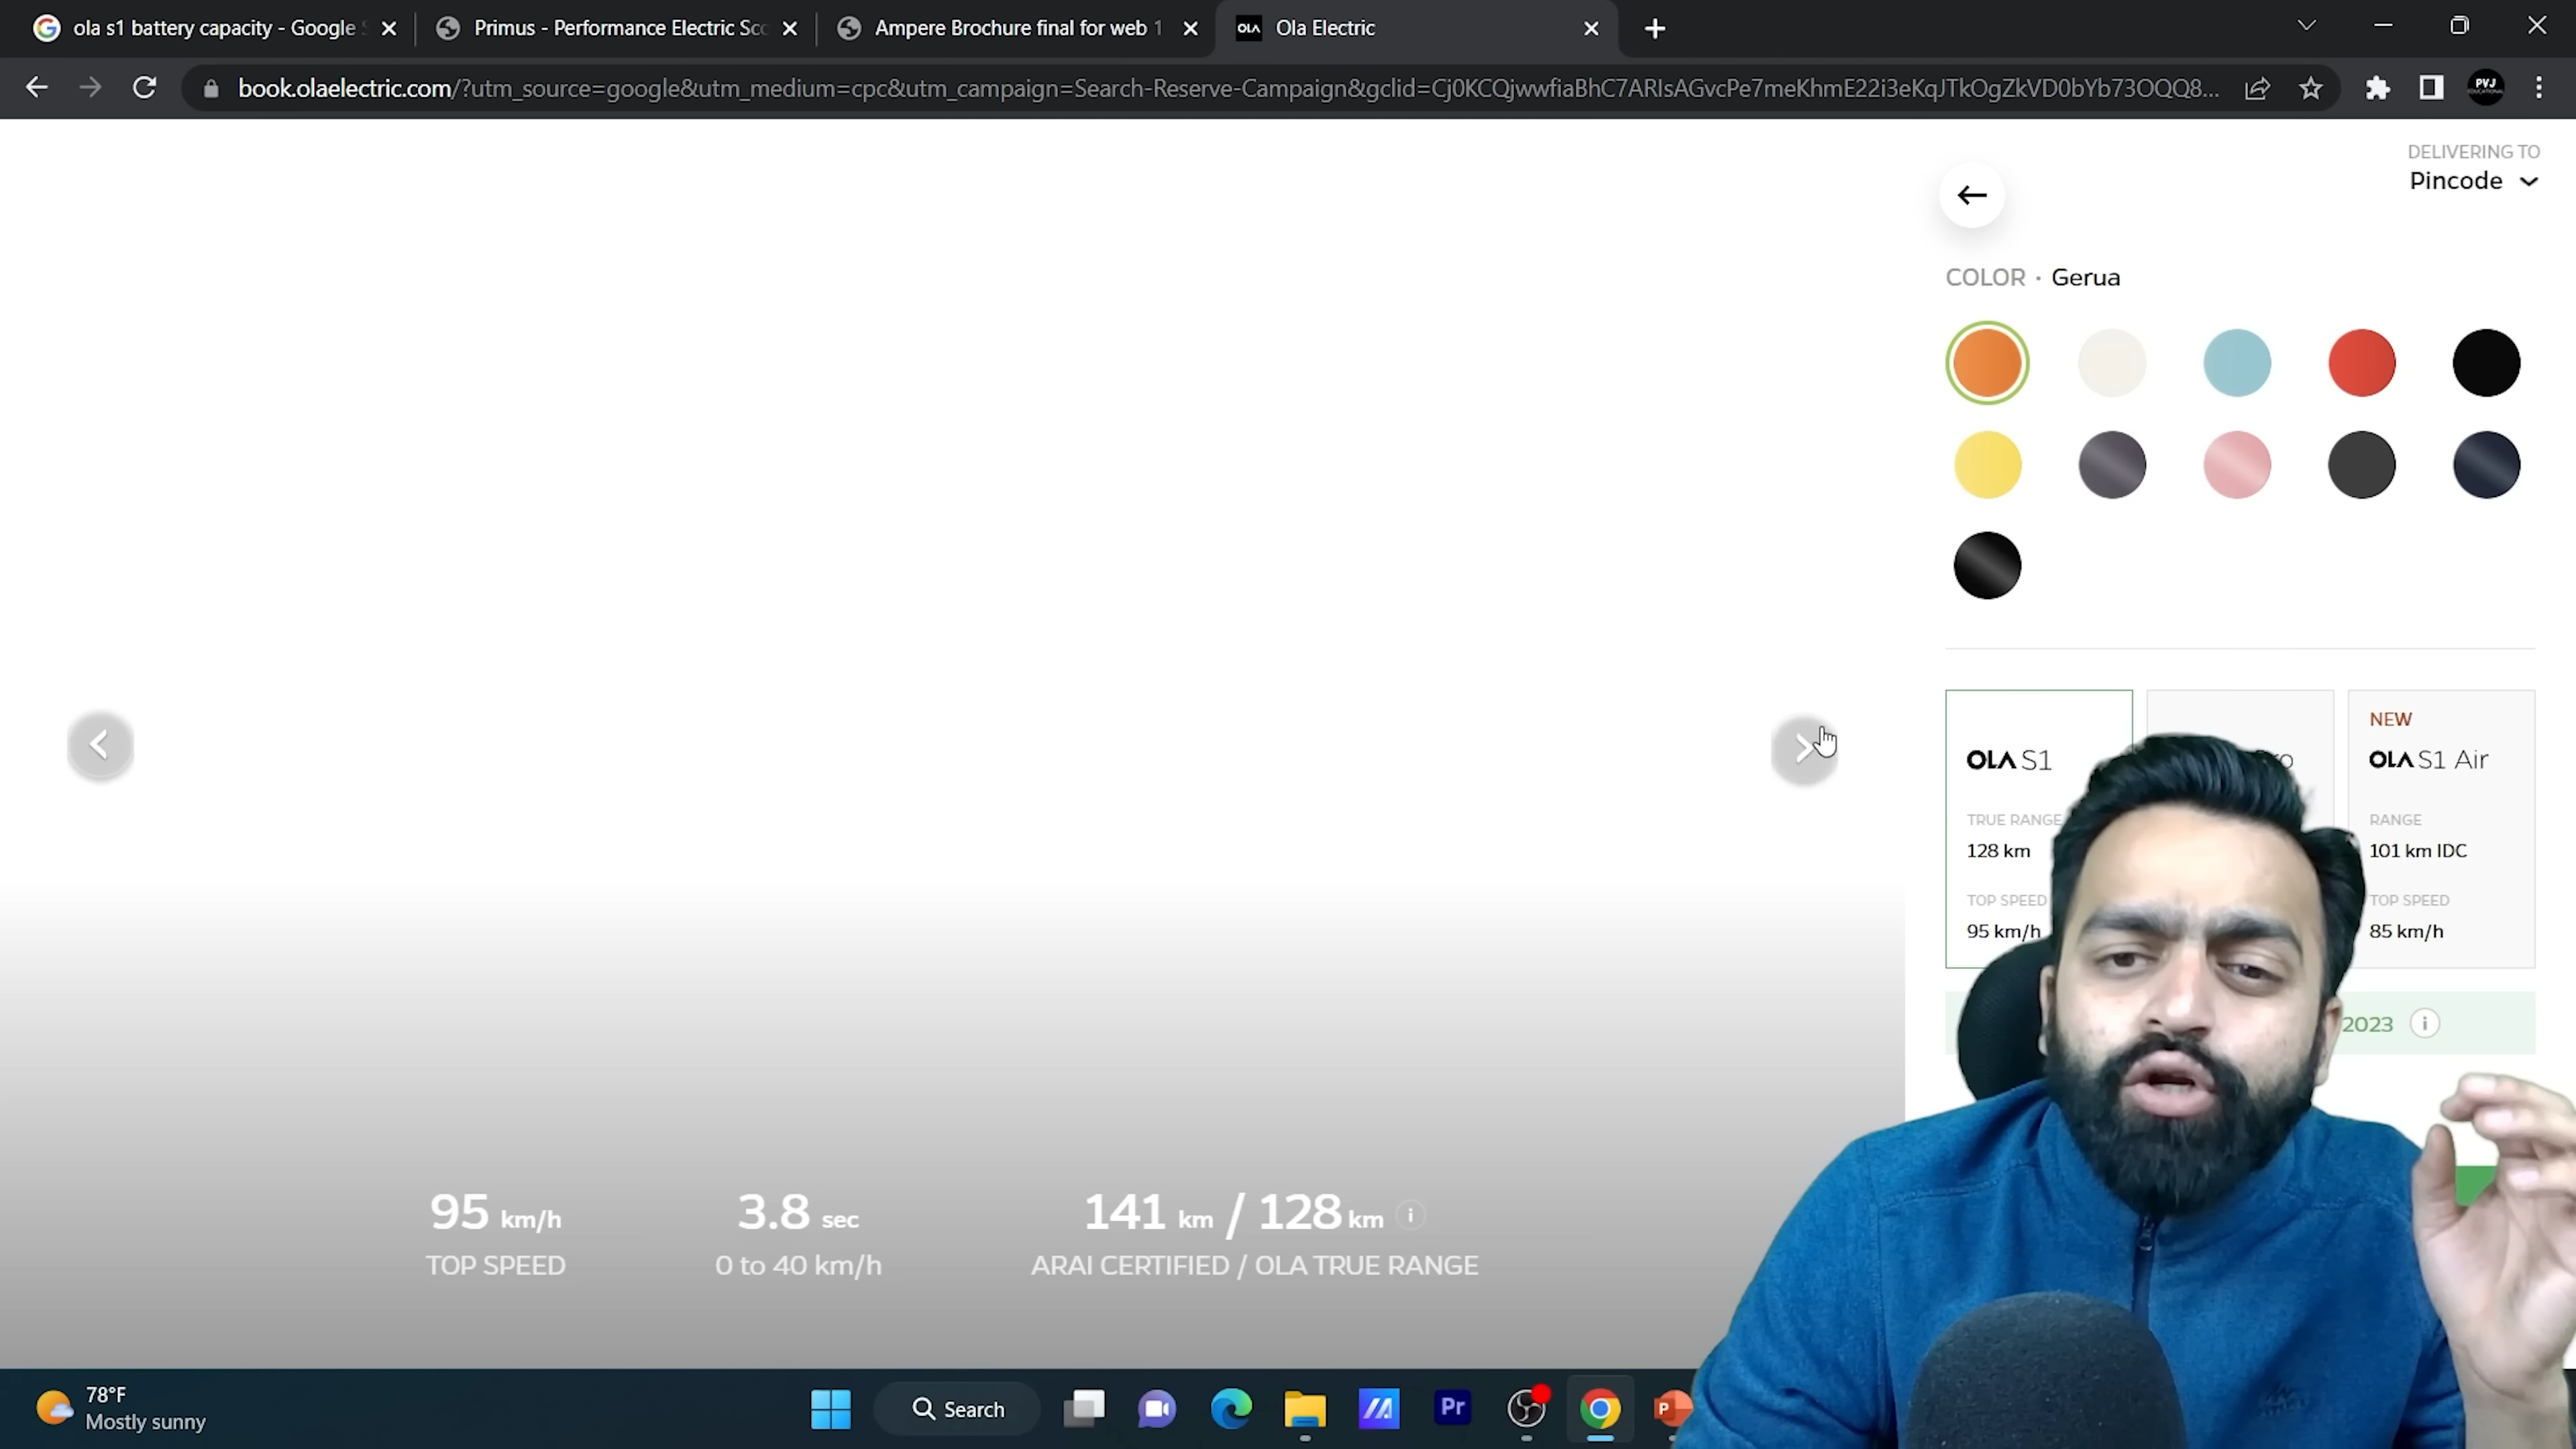 ola s1 battery capacity - Google S
Primus - Performance Electric Sco
Ampere Brochure final for web 1
OLA Ola Electric
book.olaelectric.com/?utm_source=google&utm_medium=cpc&utm_campaign=Search-Reserve-Campaign&gclid=Cj0KCQjwwfiaBhC7ARIsAGvcPe7meKhmE22i3eKqJTkOgZkVD0bYb73OQQ8...
PVJ
DELIVERING TO
Pincode
COLOR · Gerua
NEW
OLA S1
OLA S1 Air
TRUE RANGE
128 km
RANGE
101 km IDC
TOP SPEED
95 km/h
TOP SPEED
85 km/h
2023
95 km/h
TOP SPEED
3.8 sec
0 to 40 km/h
141 km / 128 km
ARAI CERTIFIED / OLA TRUE RANGE
78°F
Mostly sunny
Search
Pr
P